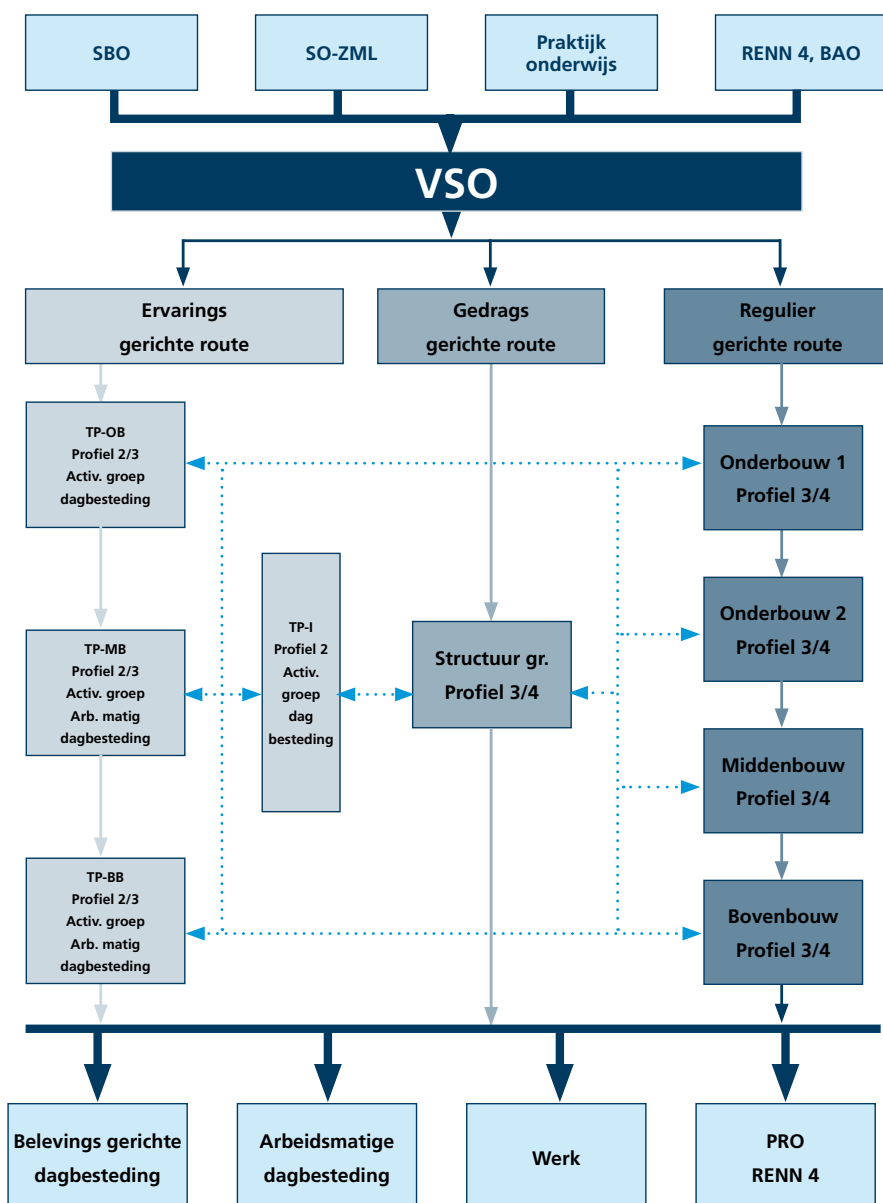 SBO
SO-ZML
Praktijk
onderwijs
RENN 4, BAO
VSO
Ervarings
gerichte route
Gedrags
gerichte route
Regulier
gerichte route
TP-OB
Profiel 2/3
Activ. groep
dagbesteding
Onderbouw 1
Profiel 3/4
TP-I
Profiel 2
Activ.
groep
dag
besteding
Onderbouw 2
Profiel 3/4
TP-MB
Profiel 2/3
Activ. groep
Arb. matig
dagbesteding
Structuur gr.
Profiel 3/4
Middenbouw
Profiel 3/4
TP-BB
Profiel 2/3
Activ. groep
Arb. matig
dagbesteding
Bovenbouw
Profiel 3/4
Belevings gerichte
dagbesteding
Arbeidsmatige
dagbesteding
Werk
PRO
RENN 4